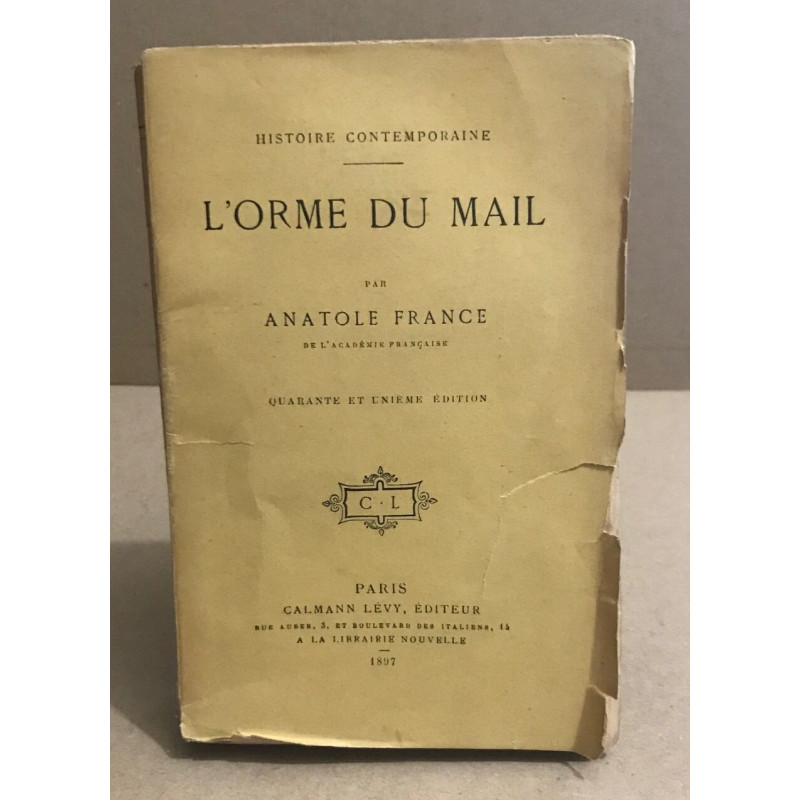 HISTOIRE CONTEMPORAINE
L'ORME DU MAIL
PAR
ANATOLE FRANCE
DE L'ACADÉMIE FRANÇAISE
QUARANTE ET UNIÈME ÉDITION
C·L
PARIS
CALMANN LÉVY, ÉDITEUR
RUE AUBER, 3, ET BOULEVARD DES ITALIENS, 15
A LA LIBRAIRIE NOUVELLE
1897